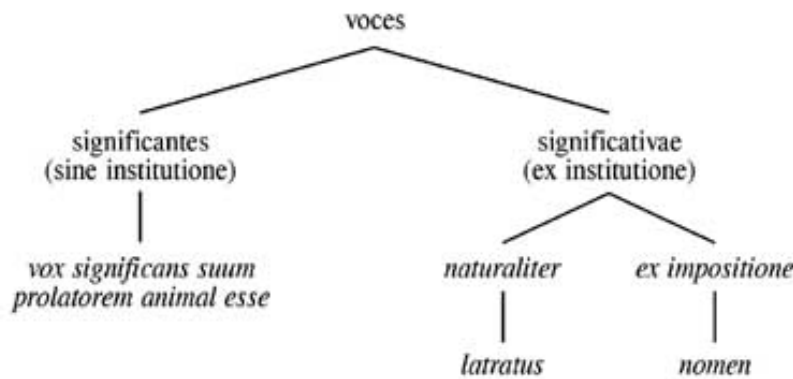 voces
significantes
(sine institutione)
significativae
(ex institutione)
vox significans suum
prolatorem animal esse
naturaliter
ex impositione
latratus
nomen